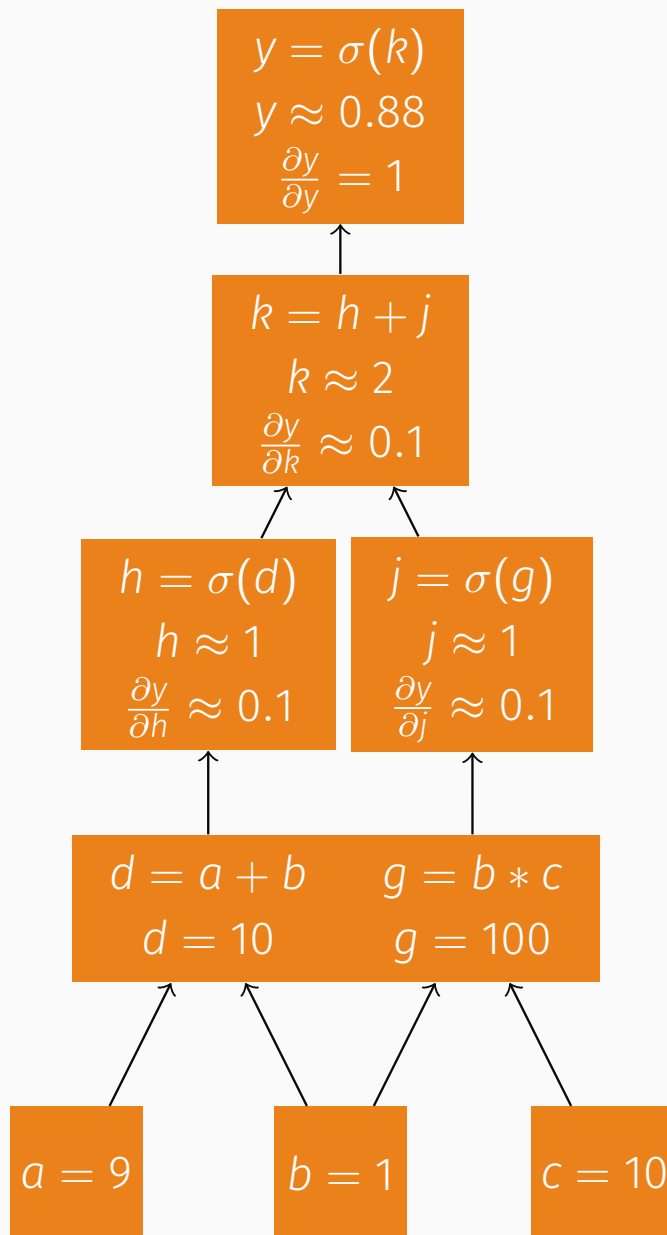 y = σ(k)
y ≈ 0.88
∂y/∂y = 1
k = h + j
k ≈ 2
∂y/∂k ≈ 0.1
h = σ(d)
h ≈ 1
∂y/∂h ≈ 0.1
j = σ(g)
j ≈ 1
∂y/∂j ≈ 0.1
d = a + b
d = 10
g = b ∗ c
g = 100
a = 9
b = 1
c = 10